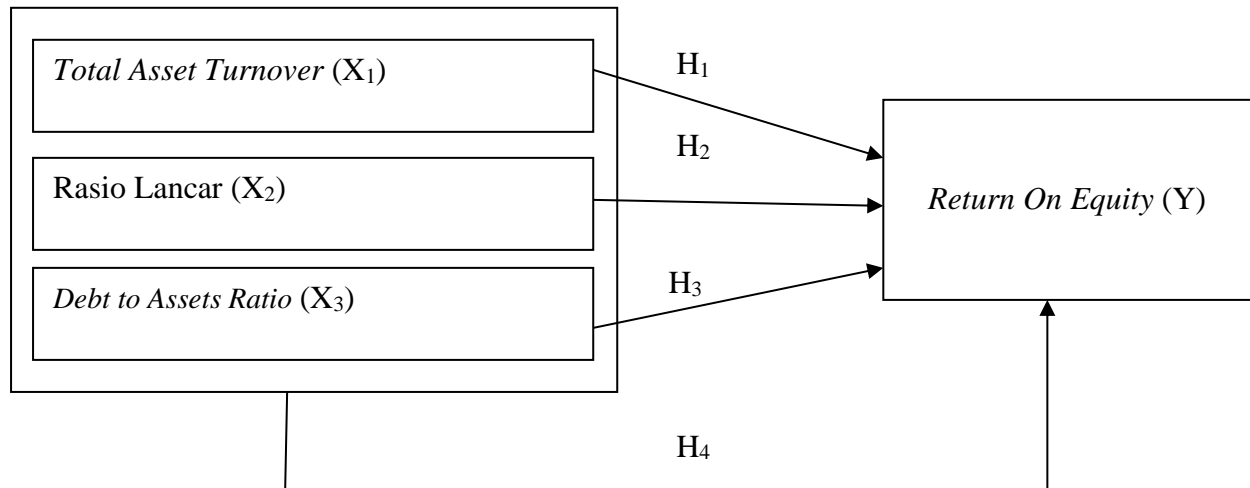 Total Asset Turnover (X₁)
H₁
H₂
Rasio Lancar (X₂)
Return On Equity (Y)
Debt to Assets Ratio (X₃)
H₃
H₄